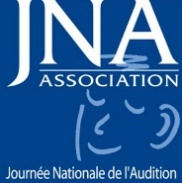 JNA
ASSOCIATION
Journée Nationale de l'Audition